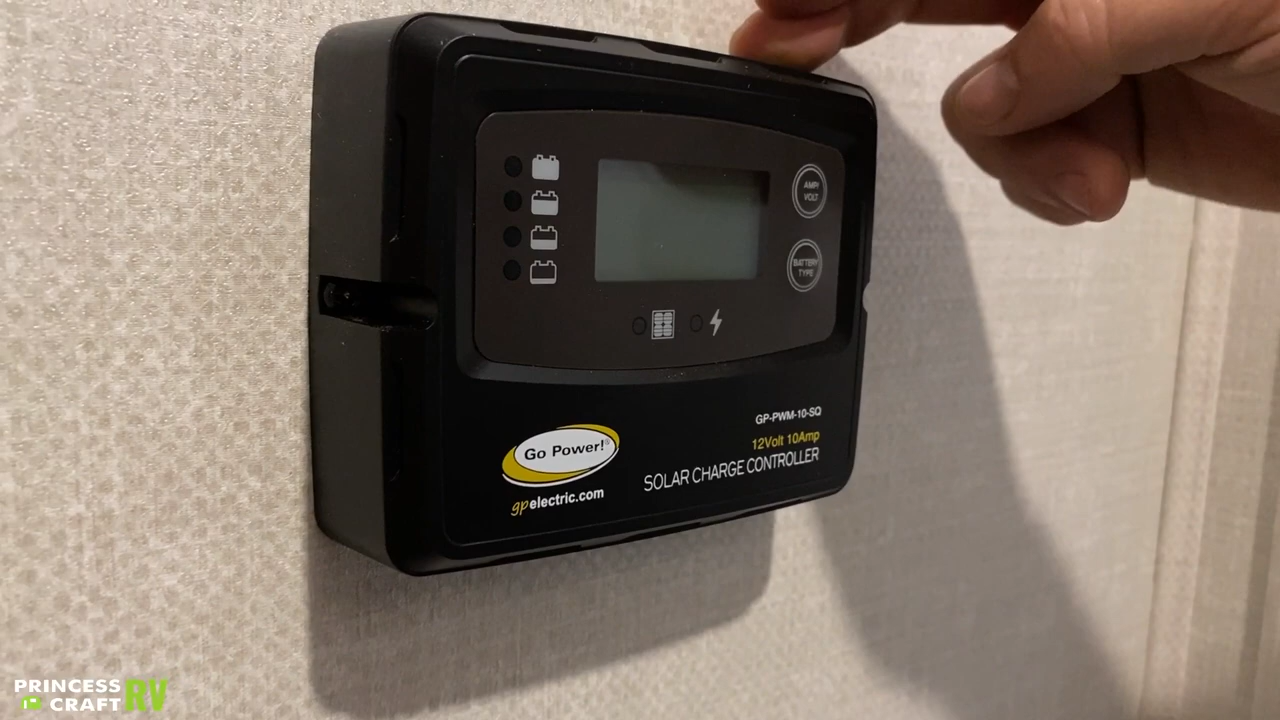 AMP/
VOLT
BATTERY
TYPE
GP-PWM-10-SQ
12Volt 10Amp
SOLAR CHARGE CONTROLLER
Go Power!®
gpelectric.com
PRINCESS
CRAFT
RV